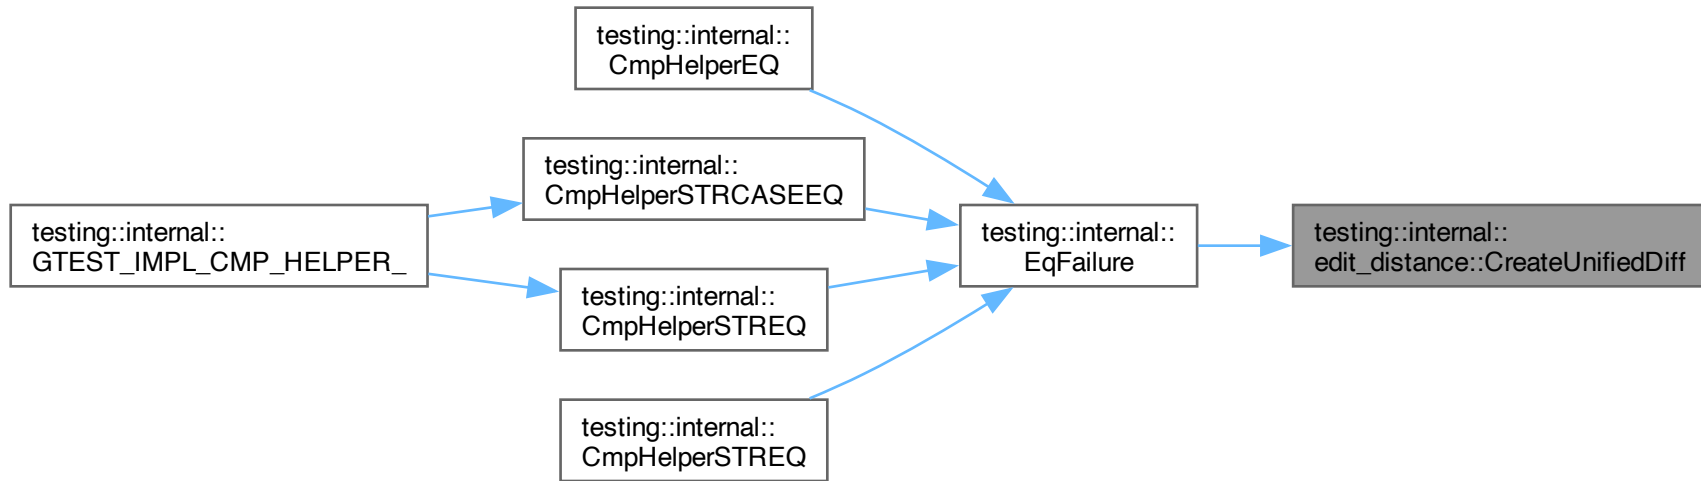 testing::internal::
CmpHelperEQ
testing::internal::
CmpHelperSTRCASEEQ
testing::internal::
GTEST_IMPL_CMP_HELPER_
testing::internal::
EqFailure
testing::internal::
edit_distance::CreateUnifiedDiff
testing::internal::
CmpHelperSTREQ
testing::internal::
CmpHelperSTREQ